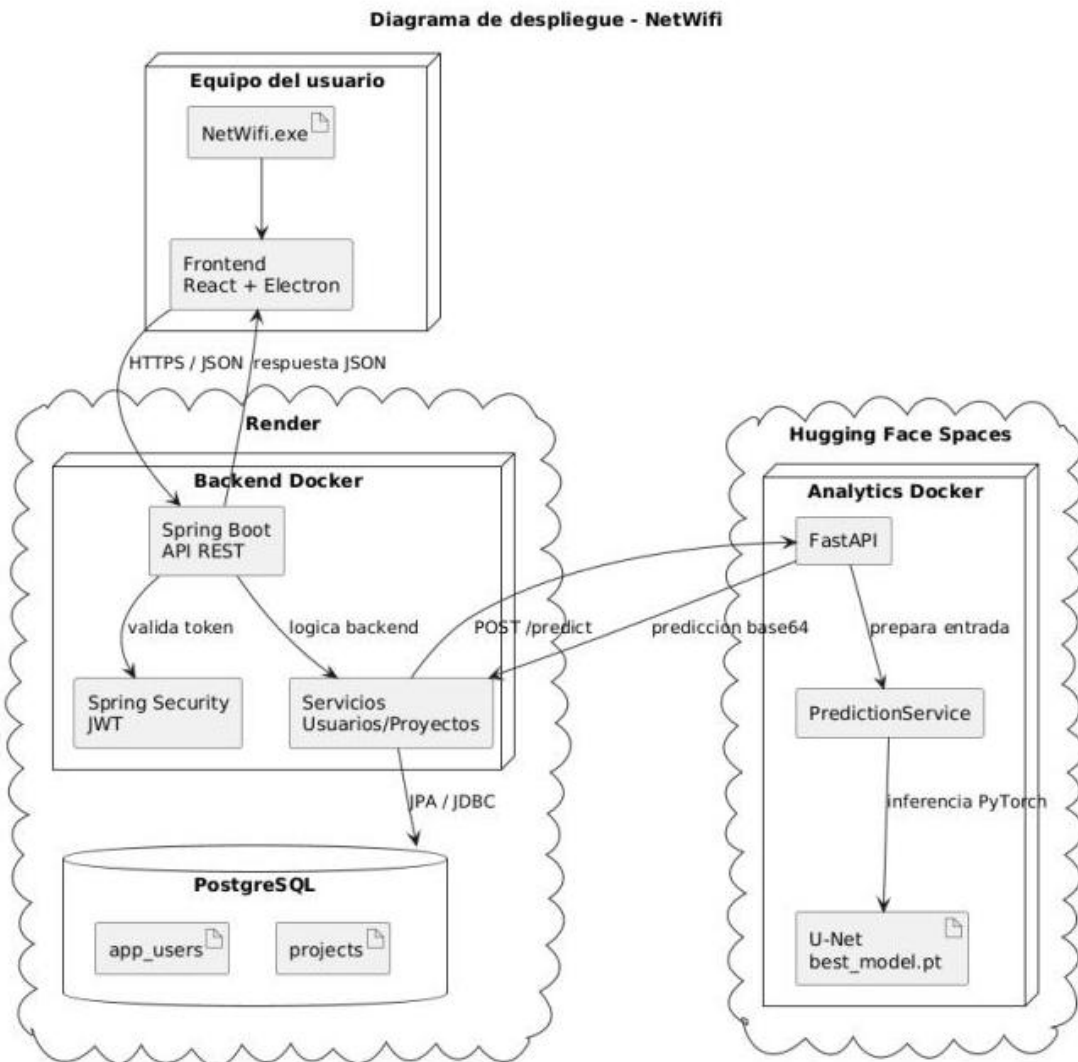 Diagrama de despliegue - NetWifi
Equipo del usuario
NetWifi.exe
Frontend
React + Electron
HTTPS / JSON
respuesta JSON
Render
Backend Docker
Spring Boot
API REST
valida token
logica backend
Spring Security
JWT
Servicios
Usuarios/Proyectos
POST /predict
prediccion base64
JPA / JDBC
PostgreSQL
app_users
projects
Hugging Face Spaces
Analytics Docker
FastAPI
prepara entrada
PredictionService
inferencia PyTorch
U-Net
best_model.pt